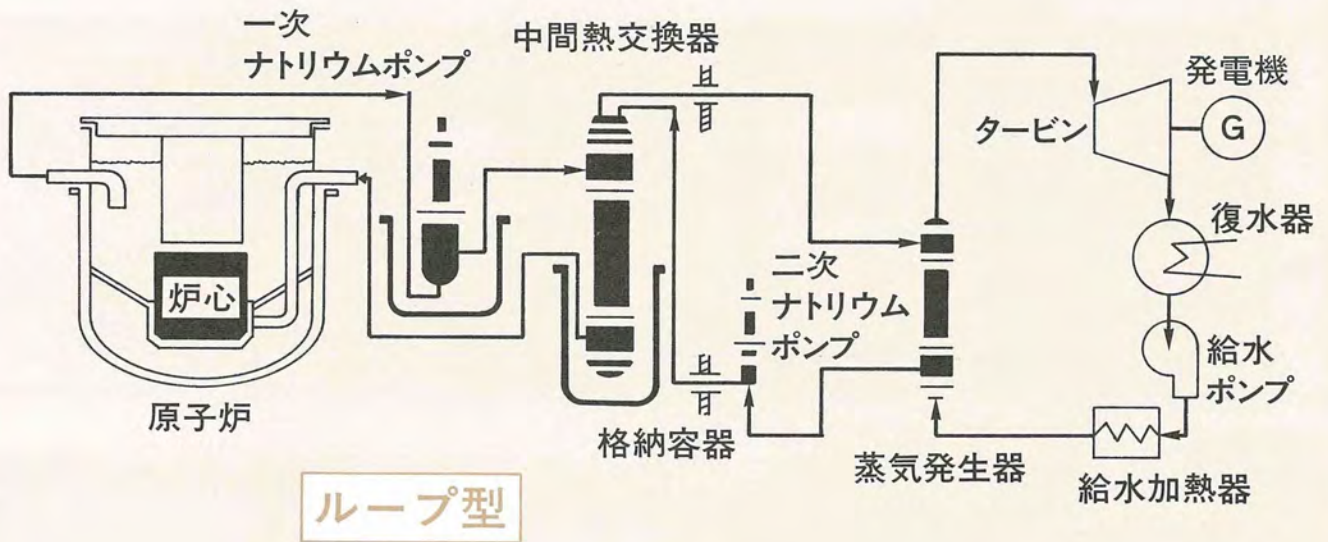 一次
ナトリウムポンプ
中間熱交換器
発電機
G
タービン
復水器
二次
ナトリウム
ポンプ
炉心
給水
ポンプ
原子炉
格納容器
蒸気発生器
給水加熱器
ループ型